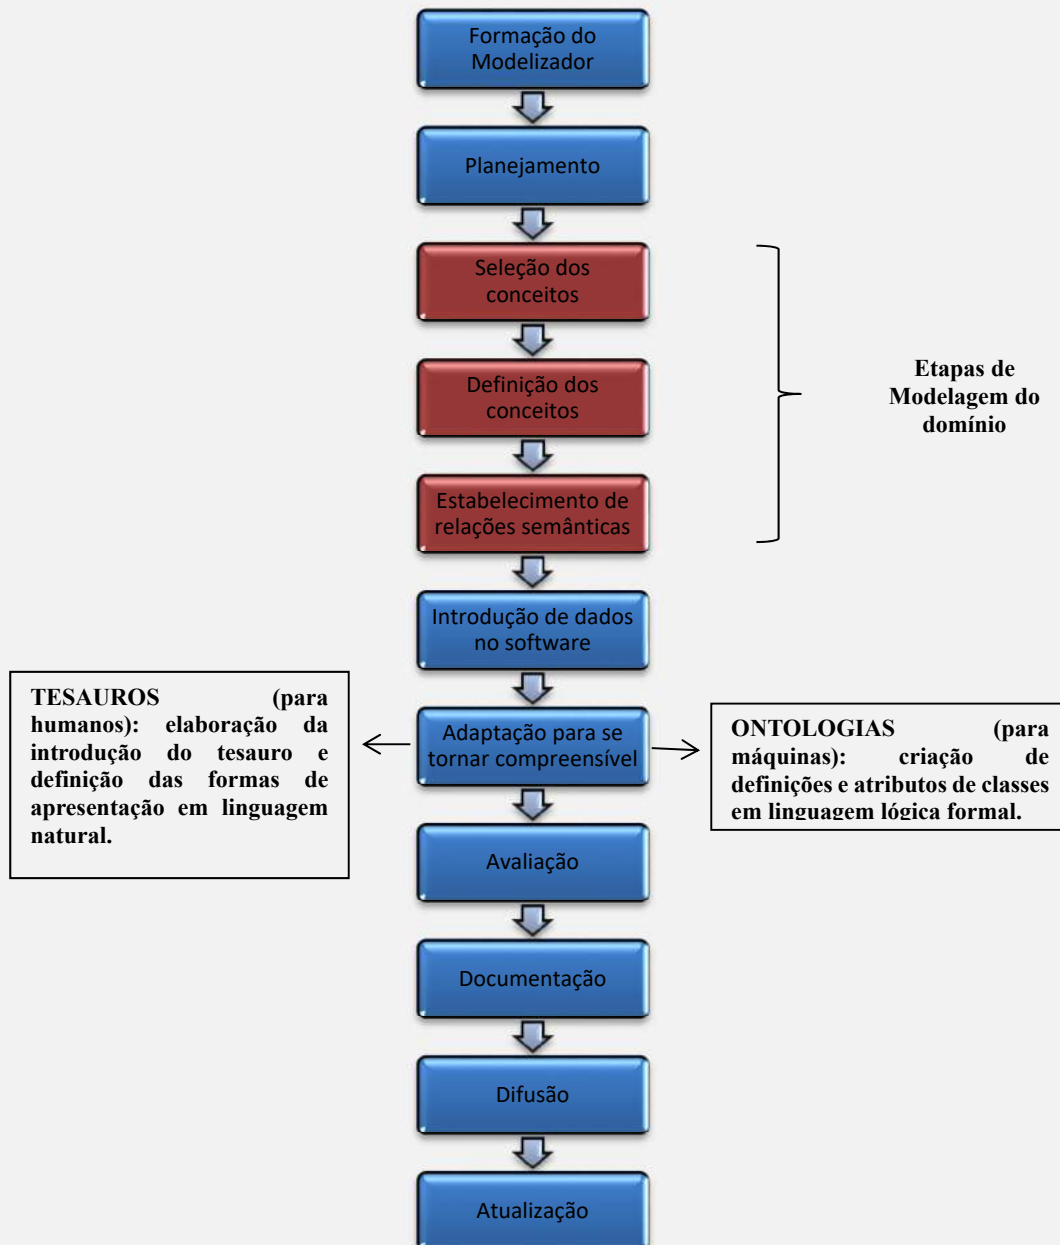 Formação do
Modelizador
Planejamento
Seleção dos
conceitos
Definição dos
conceitos
Estabelecimento de
relações semânticas
Etapas de
Modelagem do
domínio
Introdução de dados
no software
TESAUROS (para
humanos): elaboração da
introdução do tesauro e
definição das formas de
apresentação em linguagem
natural.
Adaptação para se
tornar compreensível
ONTOLOGIAS (para
máquinas): criação de
definições e atributos de classes
em linguagem lógica formal.
Avaliação
Documentação
Difusão
Atualização